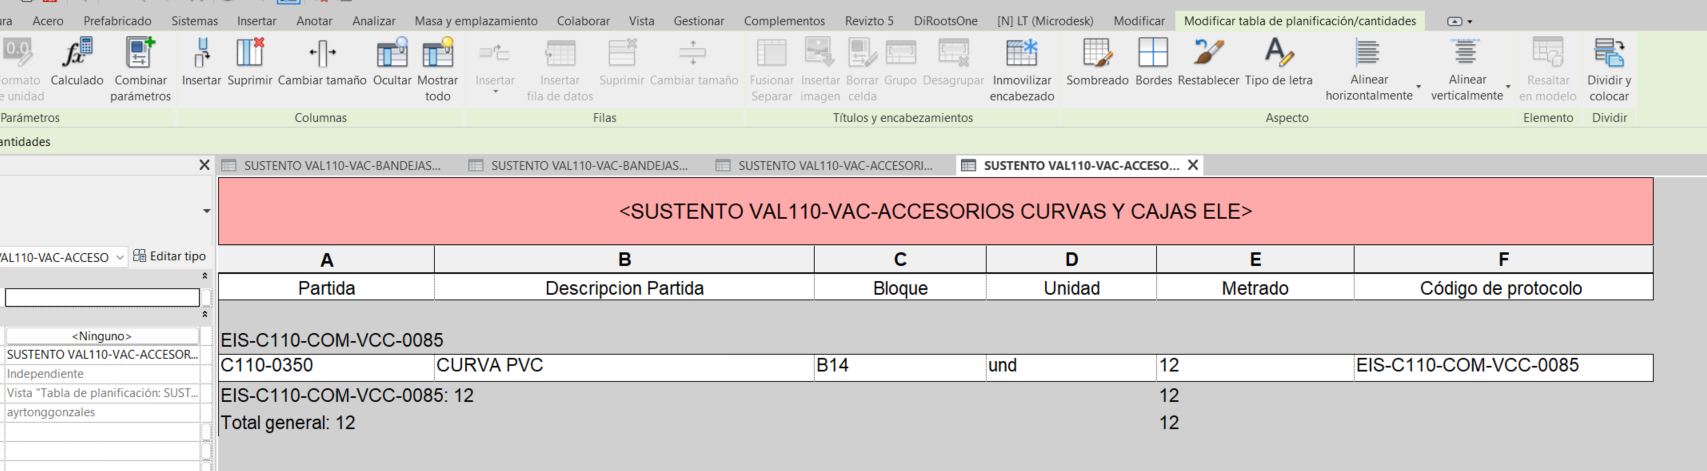 ura Acero Prefabricado Sistemas Insertar Anotar Analizar Masa y emplazamiento Colaborar Vista Gestionar Complementos Revizto 5 DiRootsOne [N] LT (Microdesk) Modificar Modificar tabla de planificación/cantidades
0.0
Formato de unidad
Calculado
Combinar parámetros
Insertar
Suprimir
Cambiar tamaño
Ocultar
Mostrar todo
Insertar
Insertar fila de datos
Suprimir
Cambiar tamaño
Fusionar Separar
Insertar imagen
Borrar celda
Grupo
Desagrupar
Inmovilizar encabezado
Sombreado
Bordes
Restablecer
Tipo de letra
Alinear horizontalmente
Alinear verticalmente
Resaltar en modelo
Dividir y colocar
Parámetros Columnas Filas Títulos y encabezamientos Aspecto Elemento Dividir
antidades
SUSTENTO VAL110-VAC-BANDEJAS... SUSTENTO VAL110-VAC-BANDEJAS... SUSTENTO VAL110-VAC-ACCESORI... SUSTENTO VAL110-VAC-ACCESO...
VAL110-VAC-ACCESO Editar tipo
<Ninguno>
SUSTENTO VAL110-VAC-ACCESOR...
Independiente
Vista "Tabla de planificación: SUST...
ayrtonggonzales
<SUSTENTO VAL110-VAC-ACCESORIOS CURVAS Y CAJAS ELE>
A B C D E F
Partida Descripcion Partida Bloque Unidad Metrado Código de protocolo
EIS-C110-COM-VCC-0085
C110-0350 CURVA PVC B14 und 12 EIS-C110-COM-VCC-0085
EIS-C110-COM-VCC-0085: 12 12
Total general: 12 12